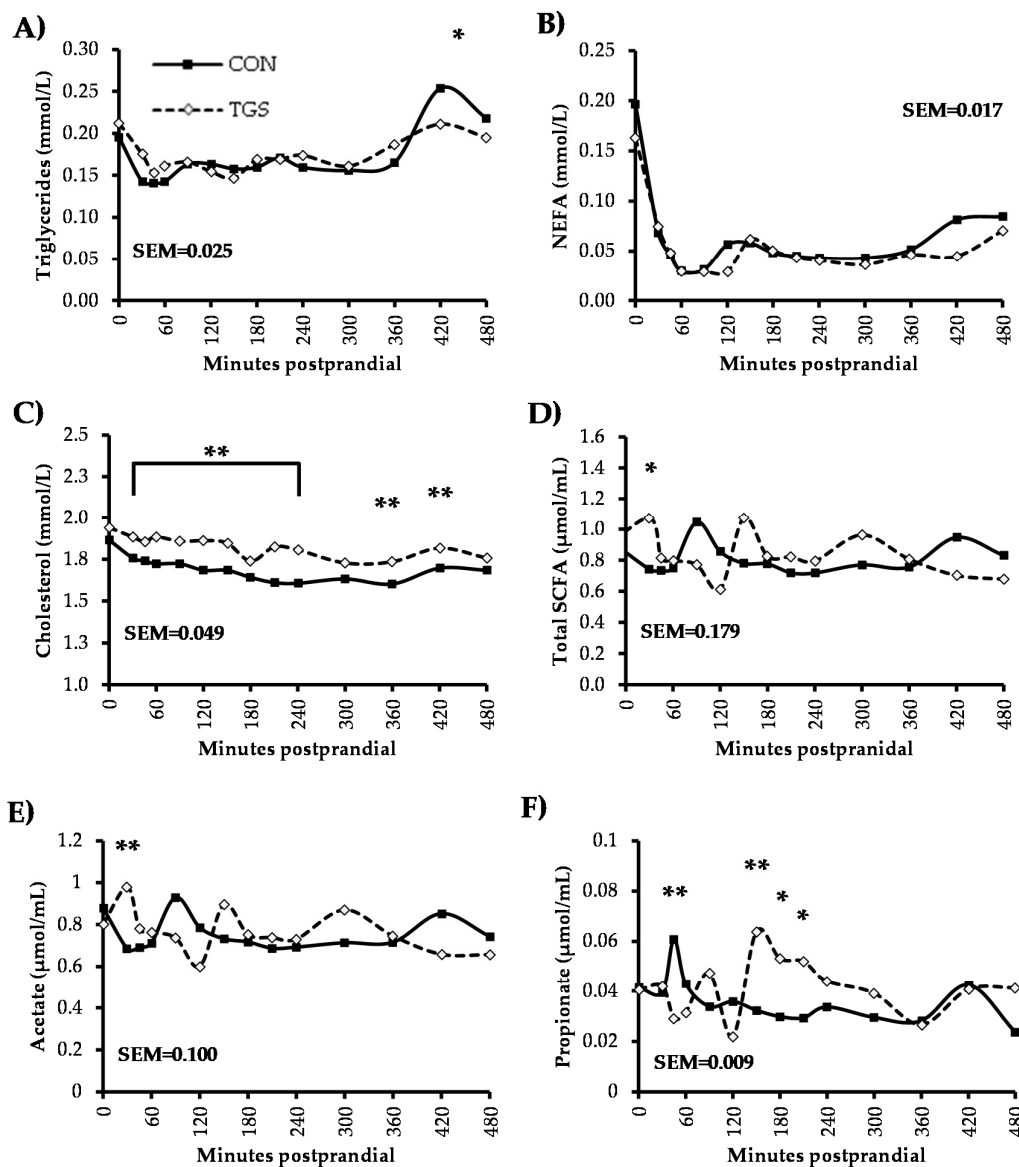 A)
*
0.30
0.25
0.20
0.15
0.10
0.05
0.00
Triglycerides (mmol/L)
CON
TGS
SEM=0.025
0 60 120 180 240 300 360 420 480
Minutes postprandial
B)
0.25
0.20
0.15
0.10
0.05
0.00
NEFA (mmol/L)
SEM=0.017
0 60 120 180 240 300 360 420 480
Minutes postprandial
C)
2.5
2.3
2.0
1.8
1.5
1.3
1.0
Cholesterol (mmol/L)
**
**
**
SEM=0.049
0 60 120 180 240 300 360 420 480
Minutes postprandial
D)
1.6
1.4
1.2
1.0
0.8
0.6
0.4
0.2
0.0
Total SCFA (µmol/mL)
*
SEM=0.179
0 60 120 180 240 300 360 420 480
Minutes postpranidal
E)
1.2
1
0.8
0.6
0.4
0.2
0
Acetate (µmol/mL)
**
SEM=0.100
0 60 120 180 240 300 360 420 480
Minutes postprandial
F)
0.1
0.08
0.06
0.04
0.02
0
Propionate (µmol/mL)
**
**
*
*
SEM=0.009
0 60 120 180 240 300 360 420 480
Minutes postprandial